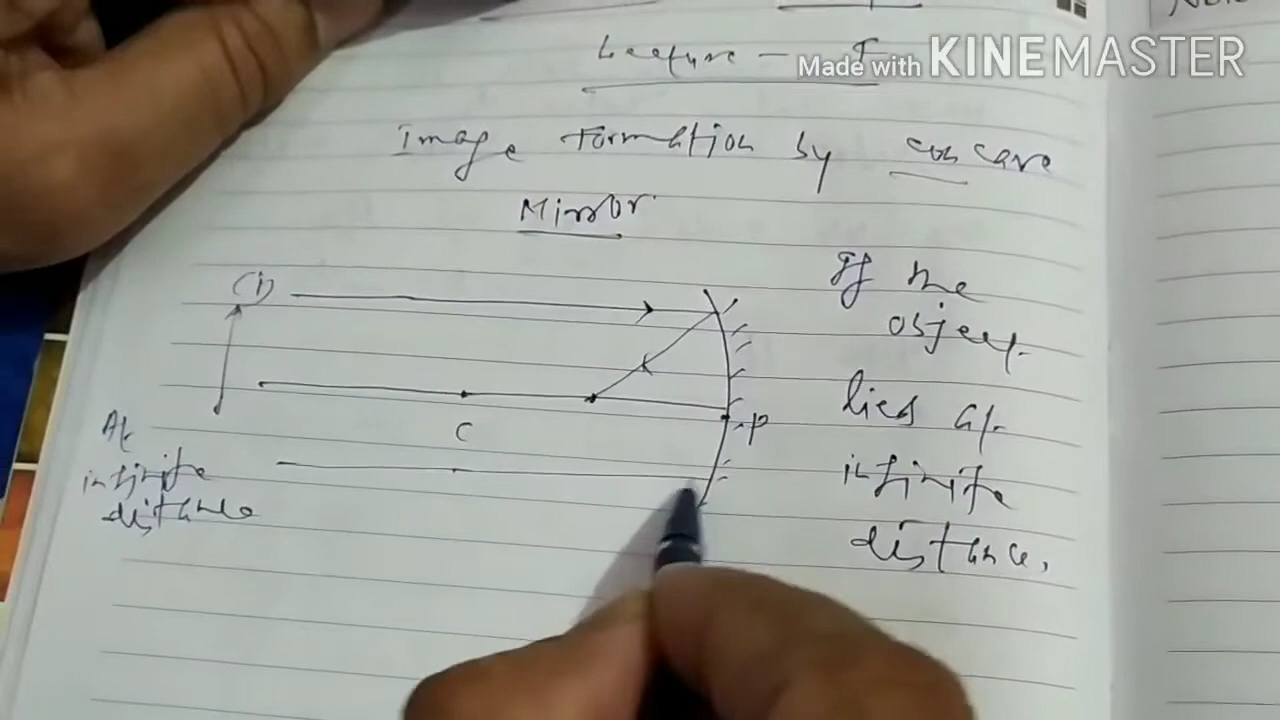 Lecture - I
Made with KINEMASTER
Image Formation by concave
Mirror
(1)
If the
object
lies at
infinite
distance.
C
P
At
infinite
distance